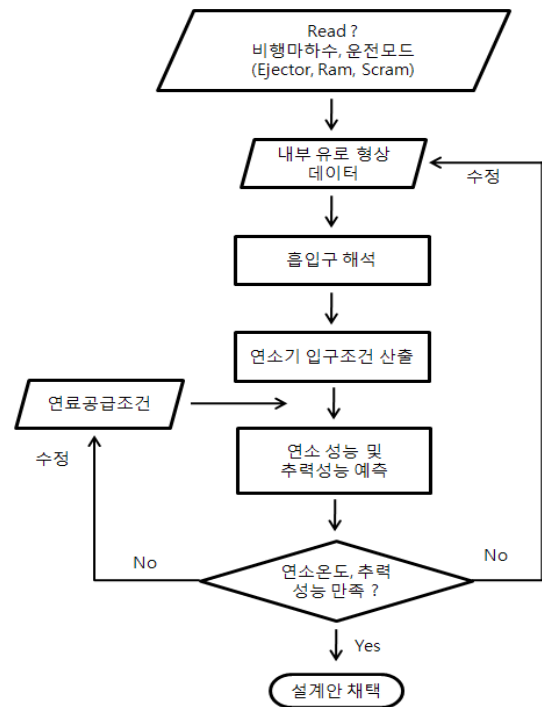 Read ?
비행마하수, 운전모드
(Ejector, Ram, Scram)
내부 유로 형상
데이터
수정
흡입구 해석
연소기 입구조건 산출
연료공급조건
수정
연소 성능 및
추력성능 예측
No
No
연소온도, 추력
성능 만족 ?
Yes
설계안 채택